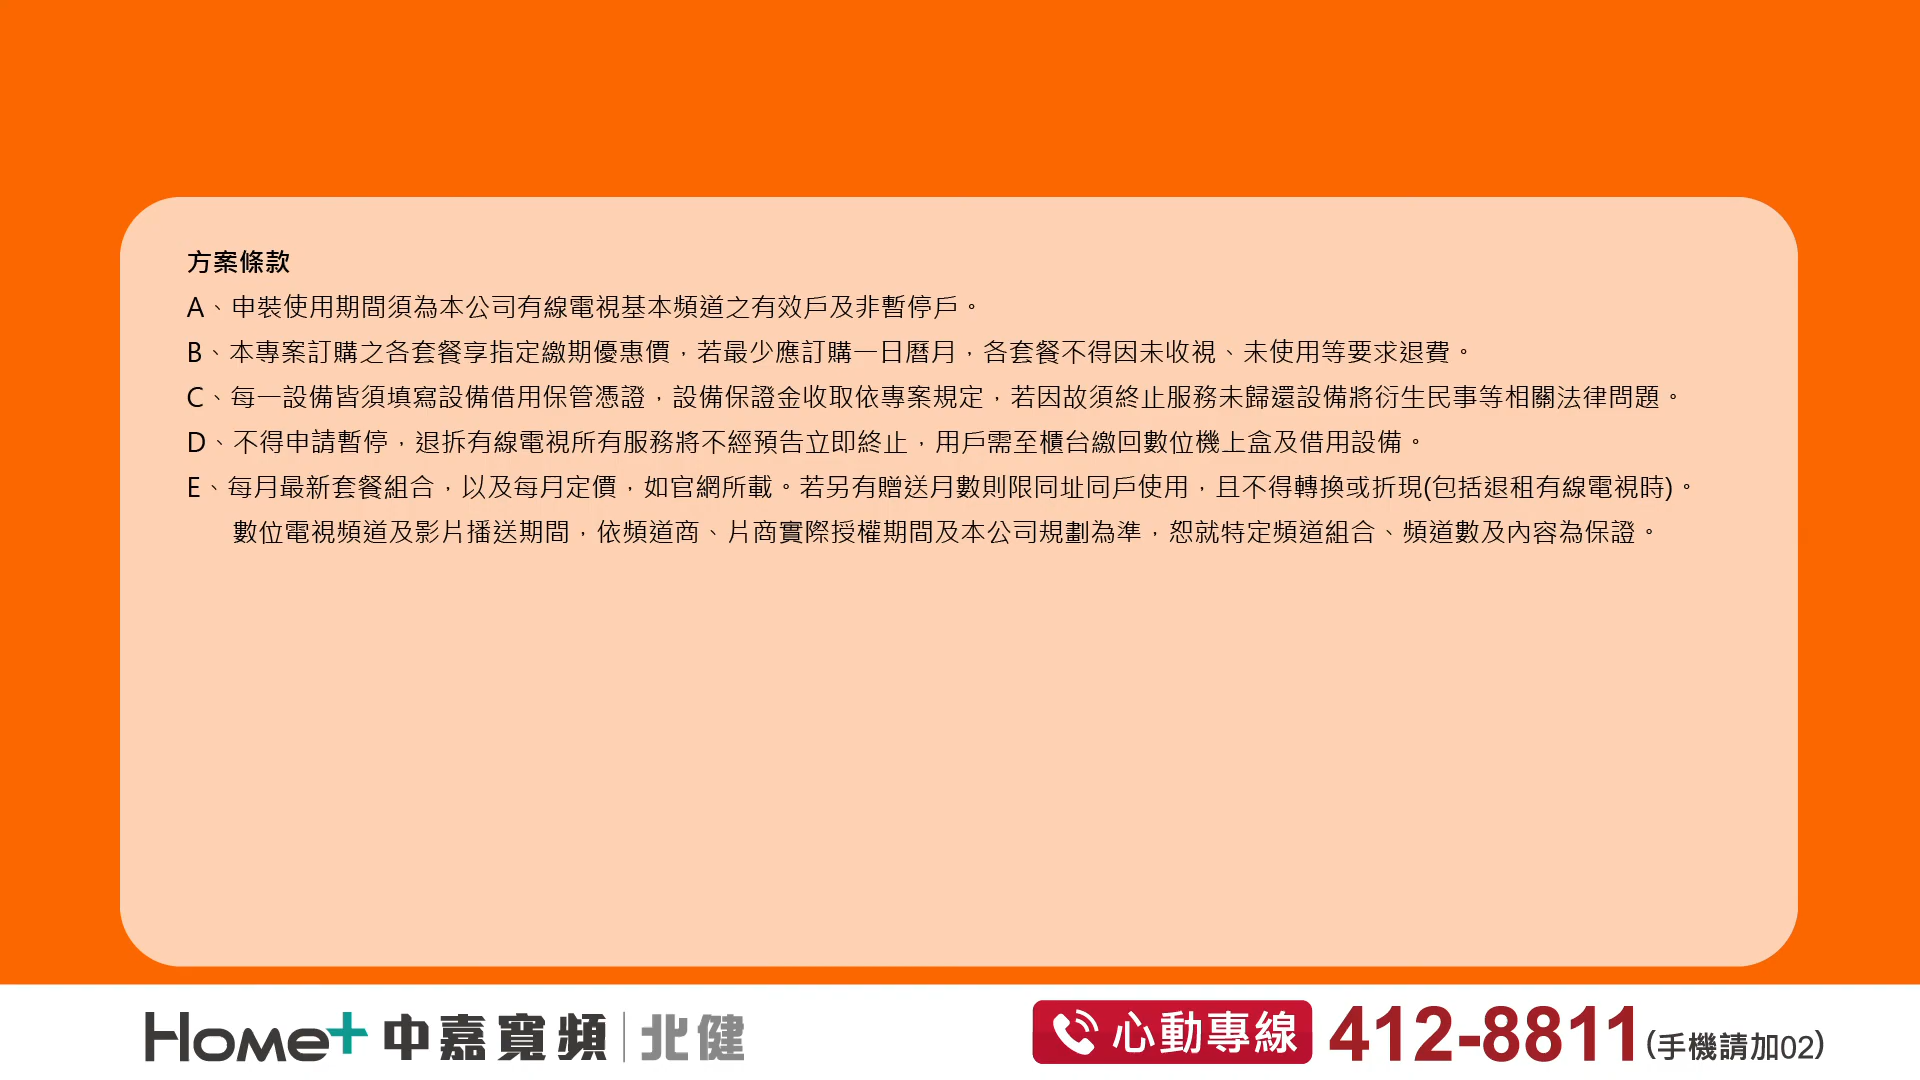 方案條款
A、申裝使用期間須為本公司有線電視基本頻道之有效戶及非暫停戶。
B、本專案訂購之各套餐享指定繳期優惠價，若最少應訂購一日曆月，各套餐不得因未收視、未使用等要求退費。
C、每一設備皆須填寫設備借用保管憑證，設備保證金收取依專案規定，若因故須終止服務未歸還設備將衍生民事等相關法律問題。
D、不得申請暫停，退拆有線電視所有服務將不經預告立即終止，用戶需至櫃台繳回數位機上盒及借用設備。
E、每月最新套餐組合，以及每月定價，如官網所載。若另有贈送月數則限同址同戶使用，且不得轉換或折現(包括退租有線電視時)。
數位電視頻道及影片播送期間，依頻道商、片商實際授權期間及本公司規劃為準，恕就特定頻道組合、頻道數及內容為保證。
Home+ 中嘉寬頻 | 北健
心動專線 412-8811 (手機請加02)